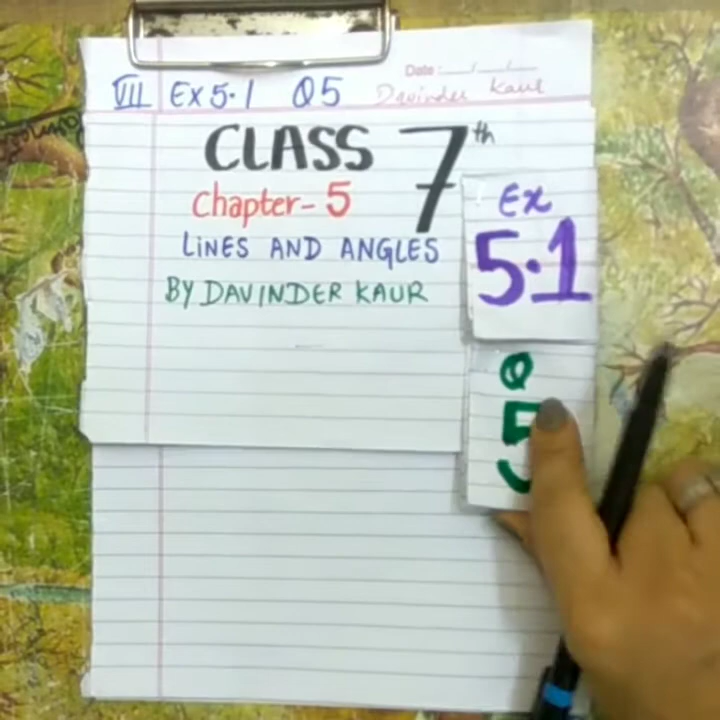 VII Ex 5.1 Q5 Davinder Kaur
Date :
CLASS 7th
Chapter- 5
LINES AND ANGLES
BY DAVINDER KAUR
Ex
5.1
Q
5